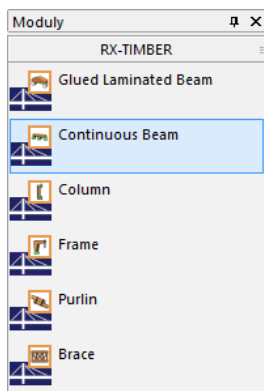 Moduly
RX-TIMBER
Glued Laminated Beam
Continuous Beam
Column
Frame
Purlin
Brace